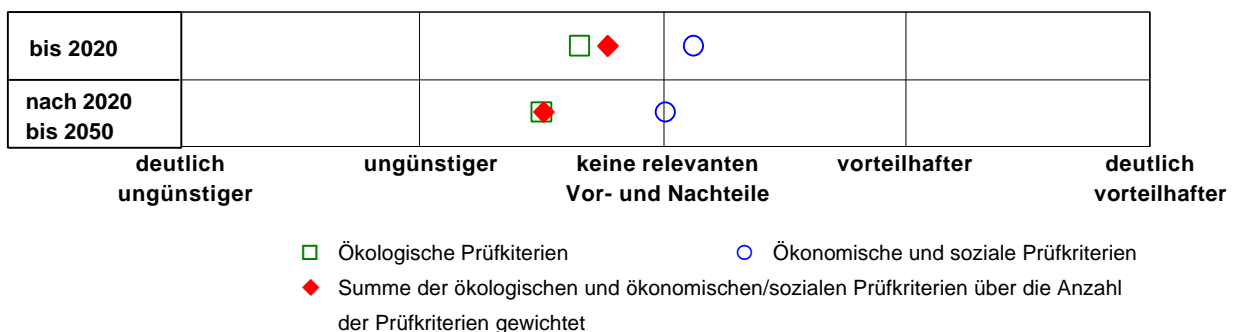 bis 2020
nach 2020
bis 2050
deutlich ungünstiger keine relevanten vorteilhafter deutlich
ungünstiger Vor- und Nachteile vorteilhafter
Ökologische Prüfkiterien Ökonomische und soziale Prüfkriterien
Summe der ökologischen und ökonomischen/sozialen Prüfkriterien über die Anzahl
der Prüfkriterien gewichtet